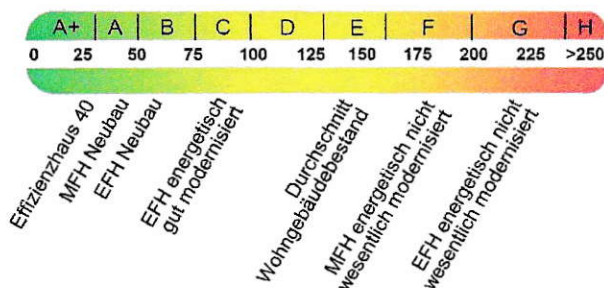 A+ A B C D E F G H
0 25 50 75 100 125 150 175 200 225 >250
Effizienzhaus 40
MFH Neubau
EFH Neubau
EFH energetisch
gut modernisiert
Durchschnitt
Wohngebäudebestand
MFH energetisch nicht
wesentlich modernisiert
EFH energetisch nicht
wesentlich modernisiert